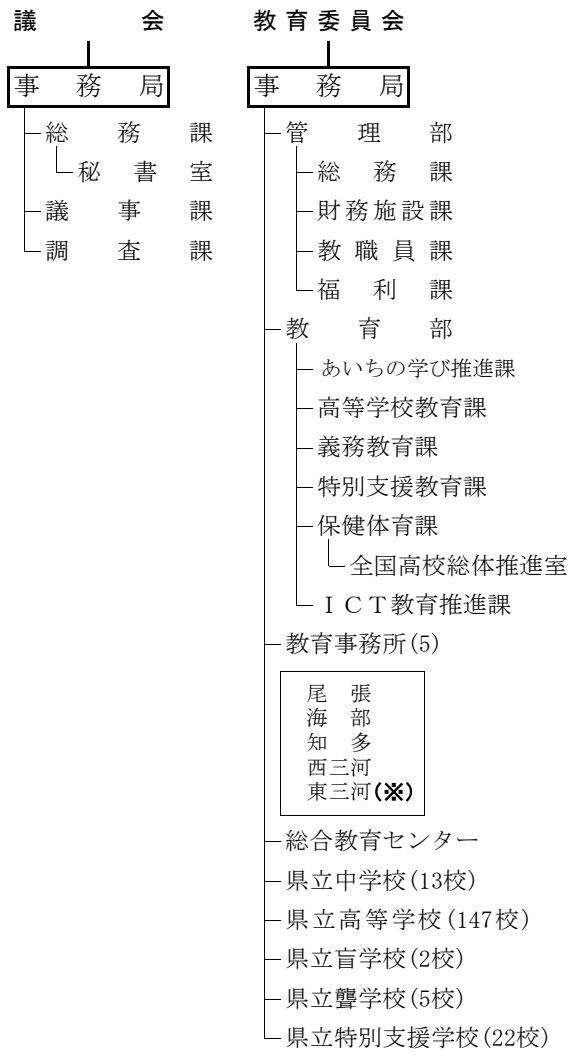 議会
事務局
総務課
秘書室
議事課
調査課
教育委員会
事務局
管理部
総務課
財務施設課
教職員課
福利課
教育部
あいちの学び推進課
高等学校教育課
義務教育課
特別支援教育課
保健体育課
全国高校総体推進室
ＩＣＴ教育推進課
教育事務所(5)
尾張
海部
知多
西三河
東三河(※)
総合教育センター
県立中学校(13校)
県立高等学校(147校)
県立盲学校(2校)
県立聾学校(5校)
県立特別支援学校(22校)